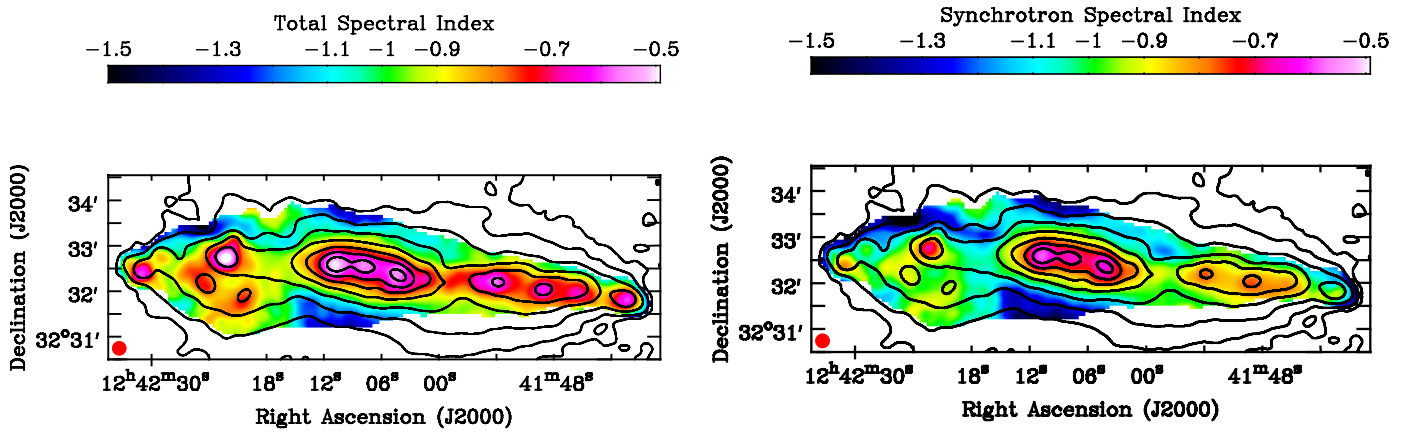 Total Spectral Index
−1.5 −1.3 −1.1 −1 −0.9 −0.7 −0.5
Declination (J2000)
34′
33′
32′
32°31′
12ʰ42ᵐ30ˢ 18ˢ 12ˢ 06ˢ 00ˢ 41ᵐ48ˢ
Right Ascension (J2000)
Synchrotron Spectral Index
−1.5 −1.3 −1.1 −1 −0.9 −0.7 −0.5
Declination (J2000)
34′
33′
32′
32°31′
12ʰ42ᵐ30ˢ 18ˢ 12ˢ 06ˢ 00ˢ 41ᵐ48ˢ
Right Ascension (J2000)